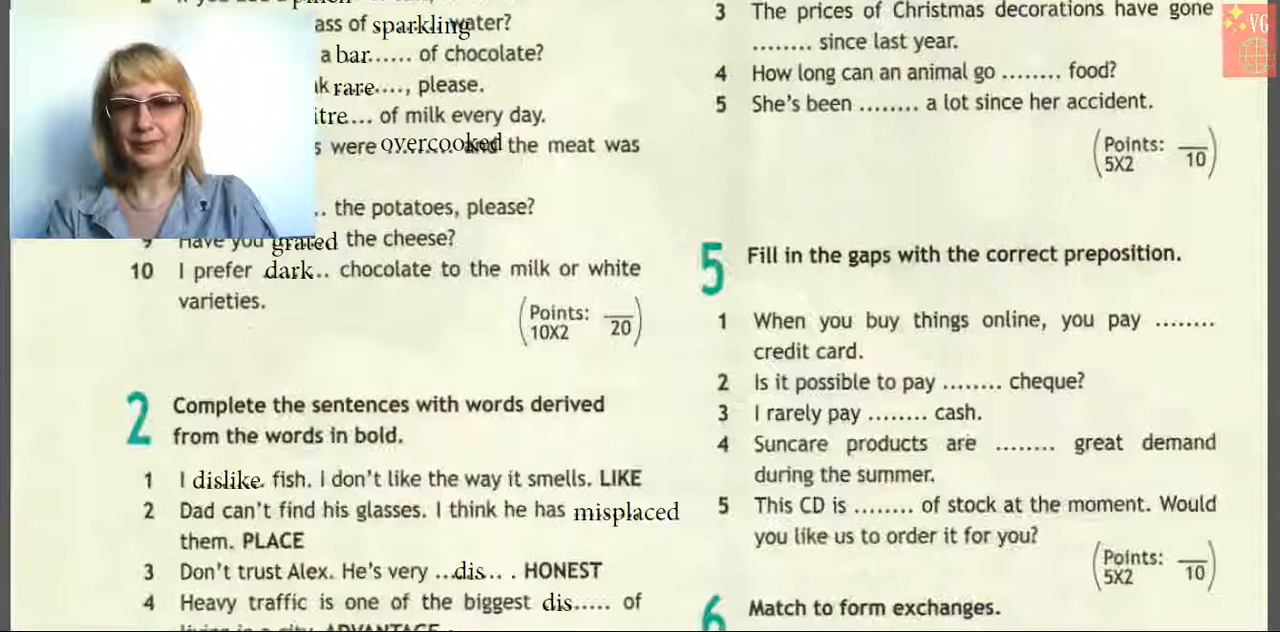 ass of sparkling water?
a bar...... of chocolate?
k rare...., please.
itre... of milk every day.
s were overcooked and the meat was
.. the potatoes, please?
9 Have you grated the cheese?
10 I prefer dark.. chocolate to the milk or white
varieties.
(Points: 10X2 __ 20)
2 Complete the sentences with words derived
from the words in bold.
1 I dislike. fish. I don't like the way it smells. LIKE
2 Dad can't find his glasses. I think he has misplaced
them. PLACE
3 Don't trust Alex. He's very ...dis.. . HONEST
4 Heavy traffic is one of the biggest dis..... of
living in a city. ADVANTAGE
3 The prices of Christmas decorations have gone
........ since last year.
4 How long can an animal go ........ food?
5 She's been ........ a lot since her accident.
(Points: 5X2 __ 10)
5 Fill in the gaps with the correct preposition.
1 When you buy things online, you pay ........
credit card.
2 Is it possible to pay ........ cheque?
3 I rarely pay ........ cash.
4 Suncare products are ........ great demand
during the summer.
5 This CD is ........ of stock at the moment. Would
you like us to order it for you?
(Points: 5X2 __ 10)
6 Match to form exchanges.
VG